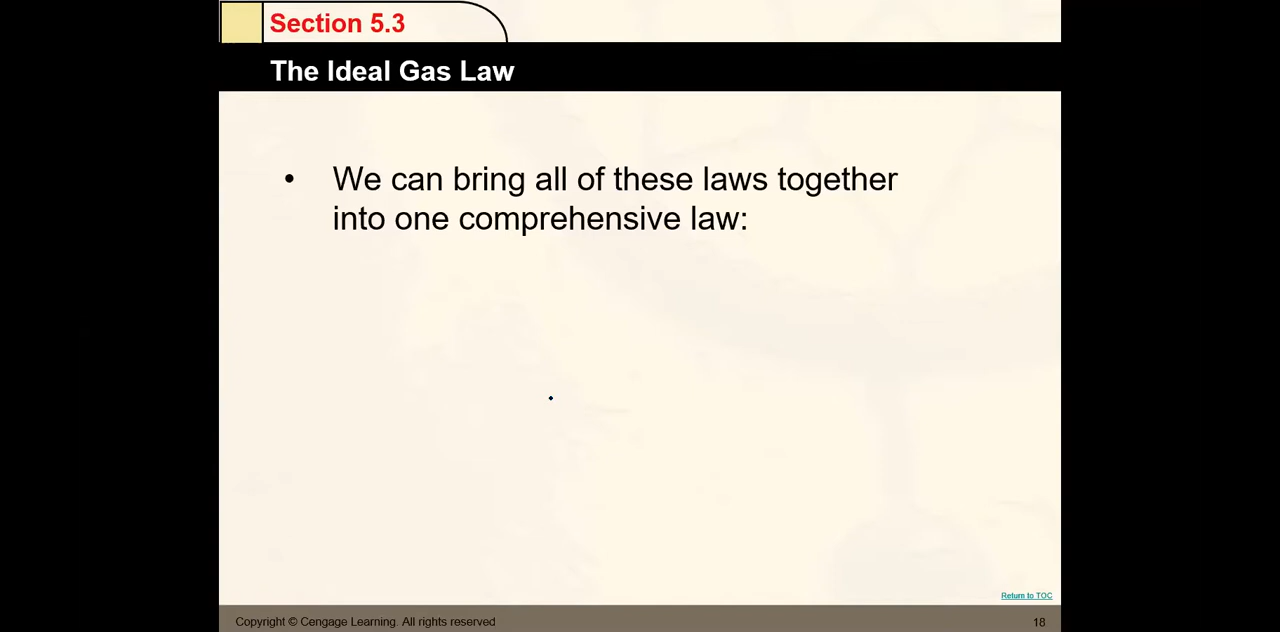 Section 5.3
The Ideal Gas Law
• We can bring all of these laws together
into one comprehensive law:
Return to TOC
Copyright © Cengage Learning. All rights reserved
18